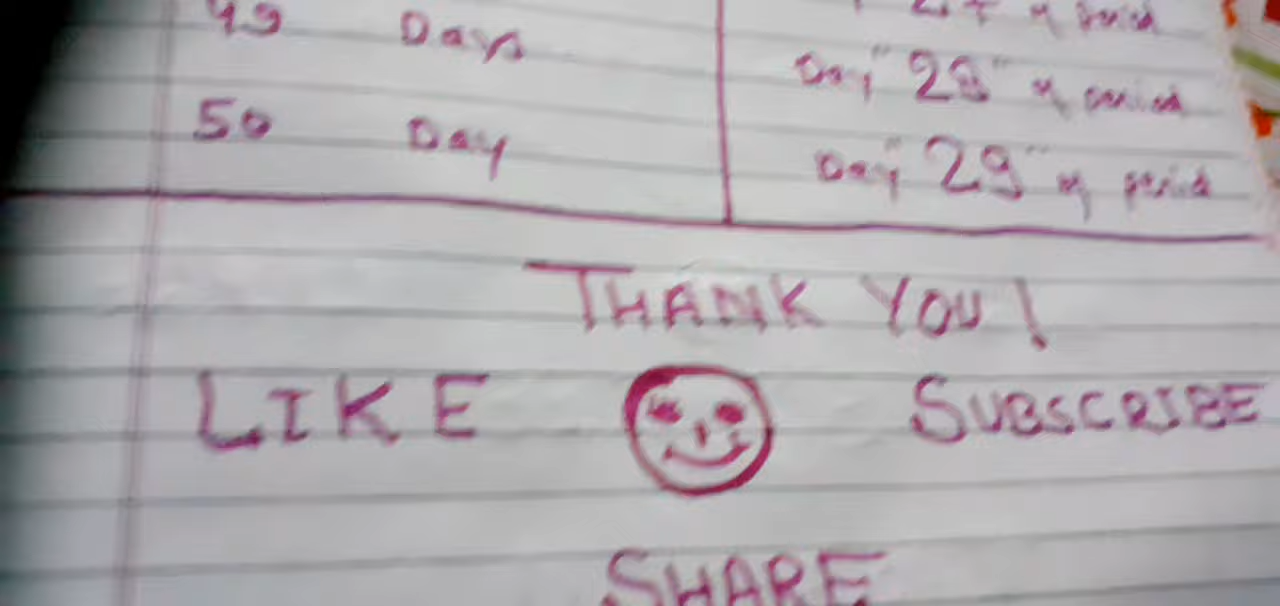 49 Days
Day "28" of period
50 Day
Day "29" of period
THANK YOU!
LIKE SUBSCRIBE
SHARE